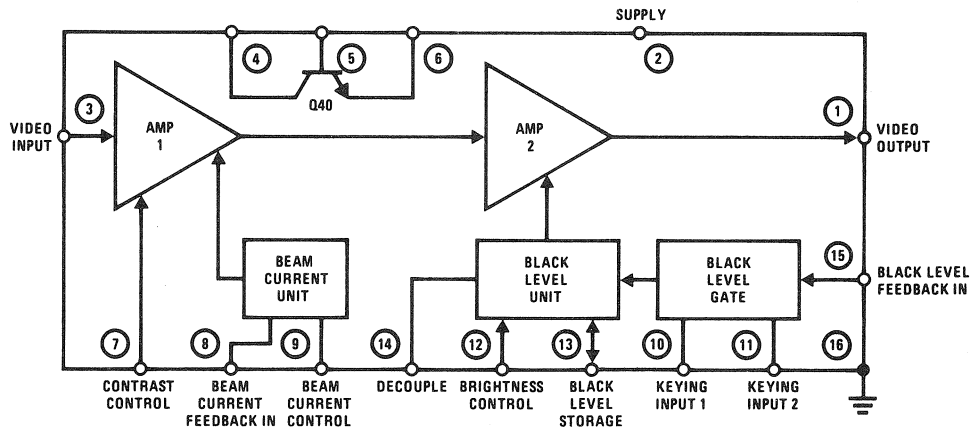 SUPPLY
4
5
6
2
Q40
3
1
VIDEO
INPUT
AMP
1
AMP
2
VIDEO
OUTPUT
BEAM
CURRENT
UNIT
BLACK
LEVEL
UNIT
BLACK
LEVEL
GATE
15
BLACK LEVEL
FEEDBACK IN
7
8
9
14
12
13
10
11
16
CONTRAST
CONTROL
BEAM
CURRENT
FEEDBACK IN
BEAM
CURRENT
CONTROL
DECOUPLE
BRIGHTNESS
CONTROL
BLACK
LEVEL
STORAGE
KEYING
INPUT 1
KEYING
INPUT 2